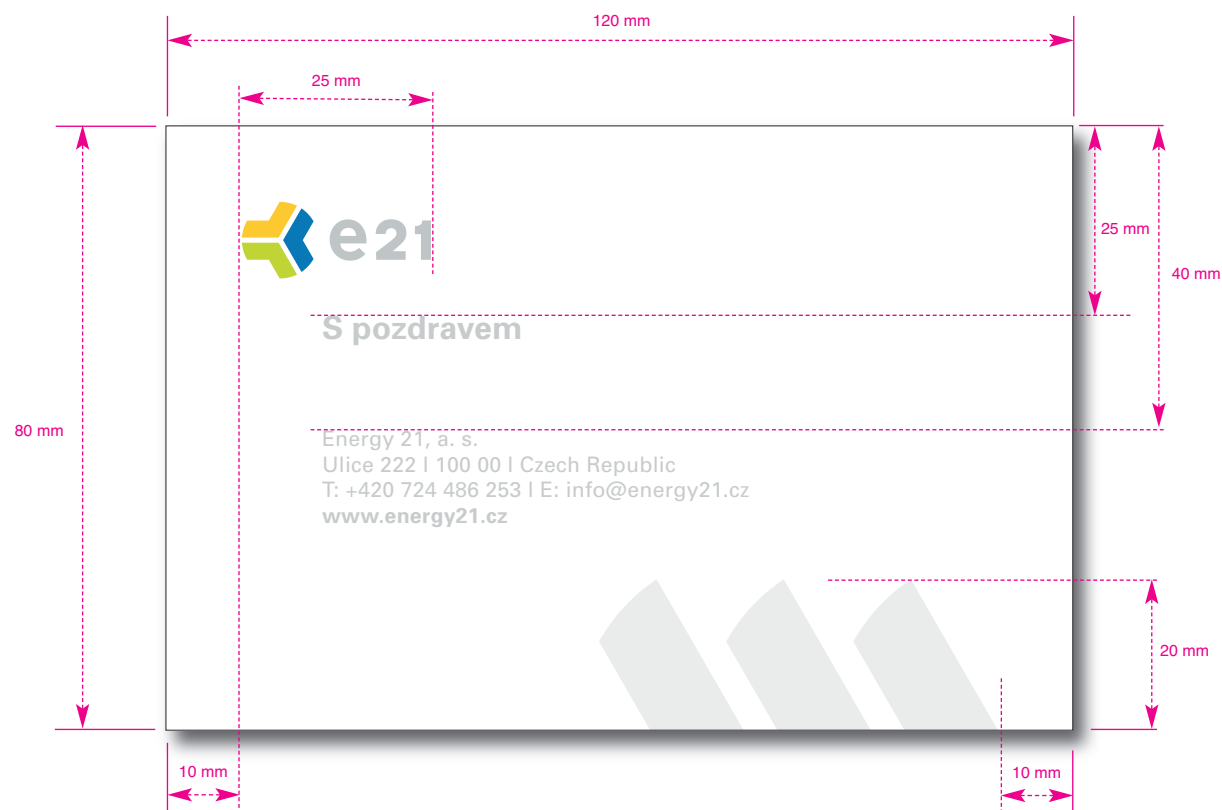 120 mm
25 mm
e21
25 mm
40 mm
S pozdravem
80 mm
Energy 21, a. s.
Ulice 222 I 100 00 I Czech Republic
T: +420 724 486 253 I E: info@energy21.cz
www.energy21.cz
20 mm
10 mm
10 mm